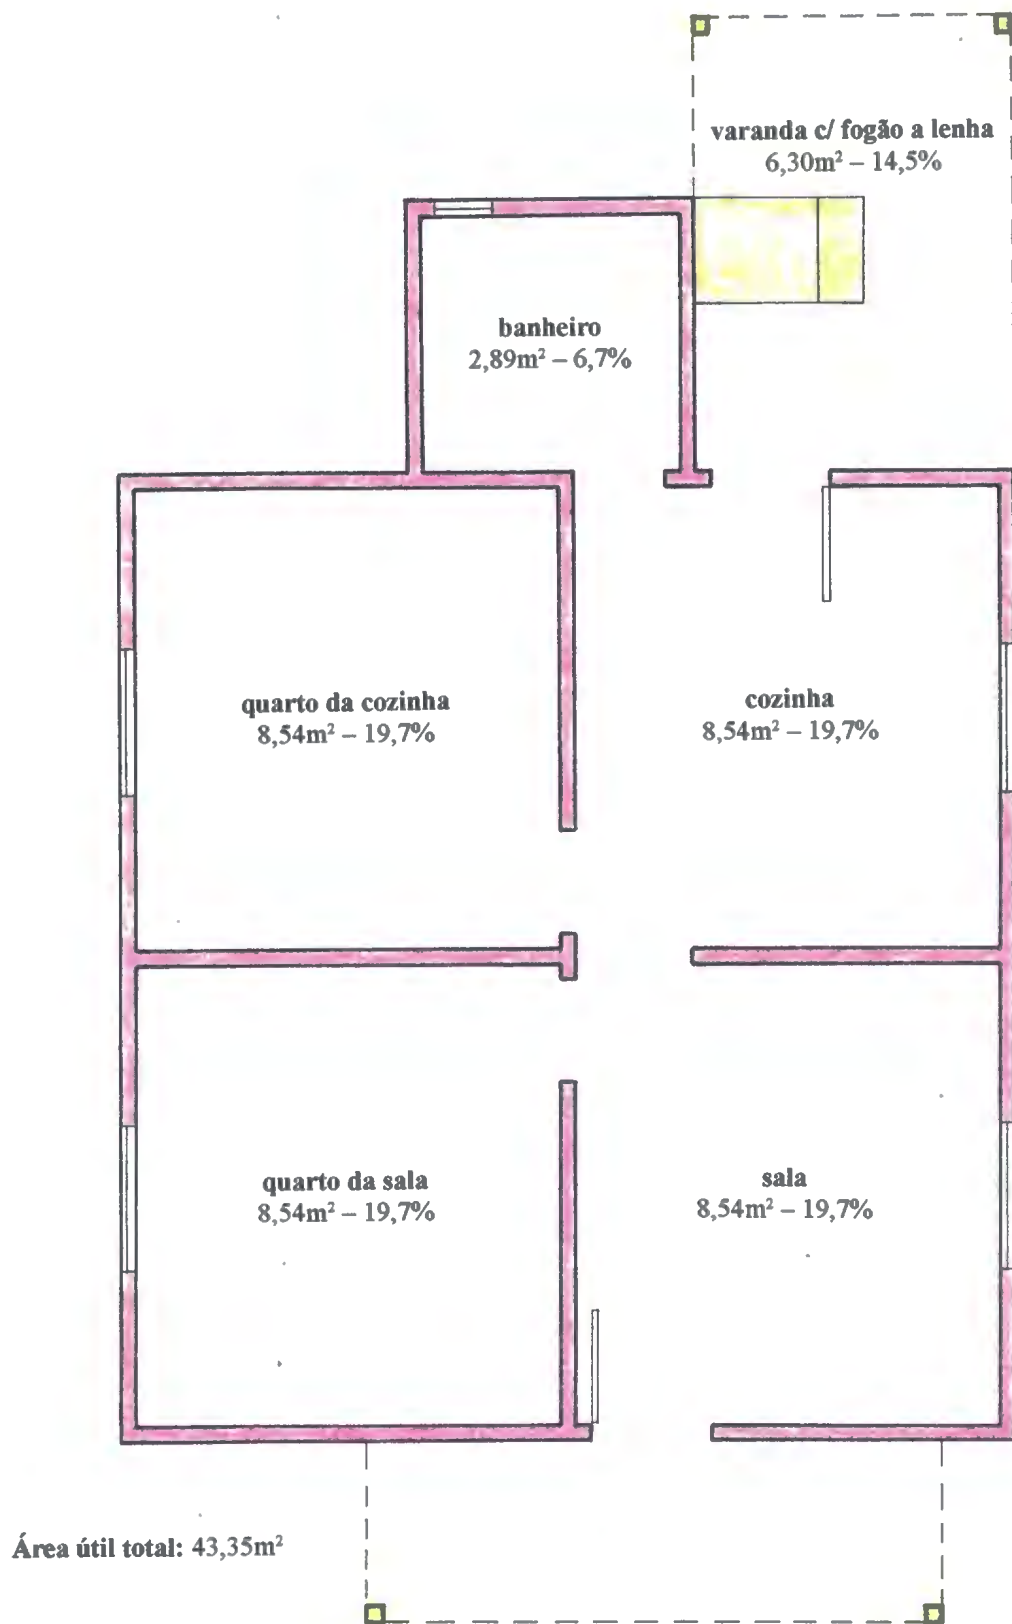 varanda c/ fogão a lenha
6,30m² – 14,5%
banheiro
2,89m² – 6,7%
quarto da cozinha
8,54m² – 19,7%
cozinha
8,54m² – 19,7%
quarto da sala
8,54m² – 19,7%
sala
8,54m² – 19,7%
Área útil total: 43,35m²